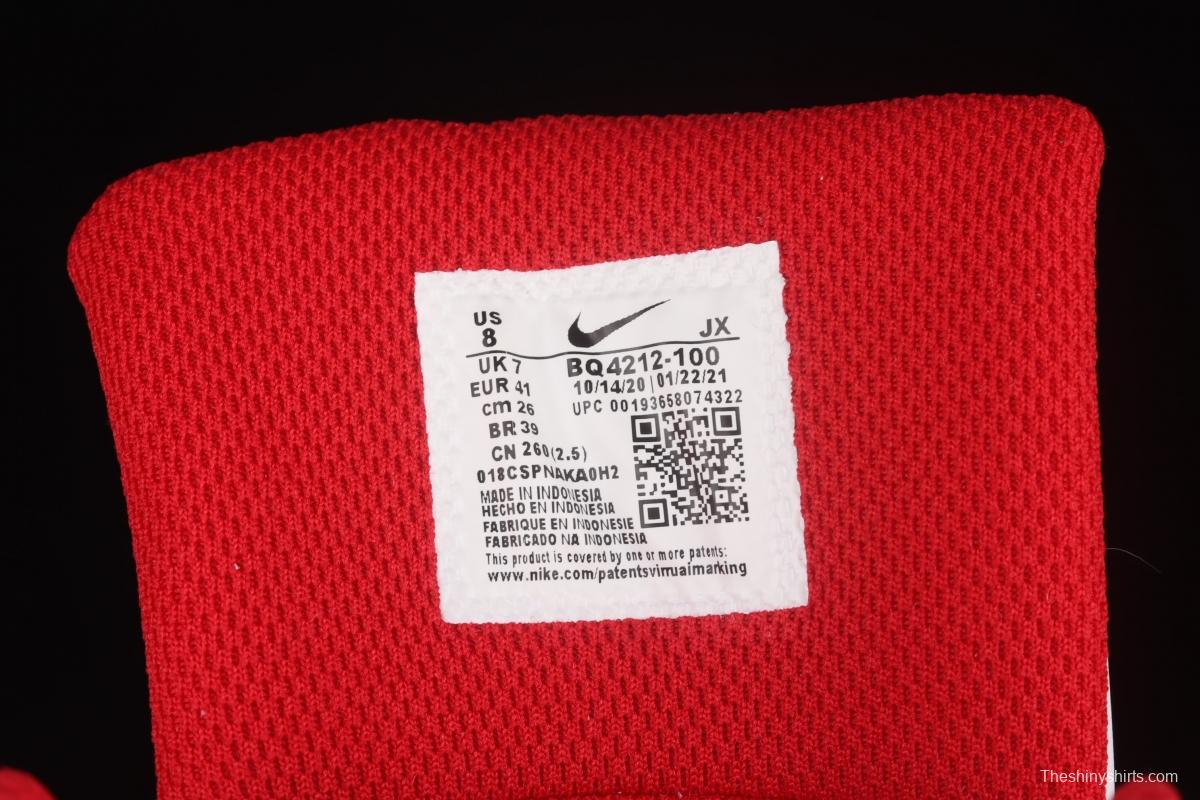 US
8
JX
UK 7
BQ4212-100
EUR 41
10/14/20 | 01/22/21
cm 26
UPC 00193658074322
BR 39
CN 260(2.5)
018CSPNAKA0H2
MADE IN INDONESIA
HECHO EN INDONESIA
FABRIQUE EN INDONESIE
FABRICADO NA INDONESIA
This product is covered by one or more patents:
www.nike.com/patentsvirruaimarking
Theshinyshirts.com